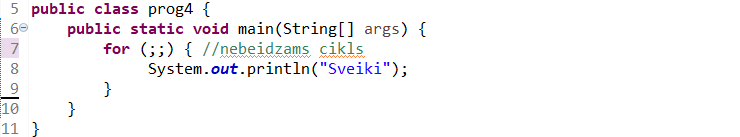 5 public class prog4 {
6 public static void main(String[] args) {
7 for (;;) { //nebeidzams cikls
8 System.out.println("Sveiki");
9 }
10 }
11 }